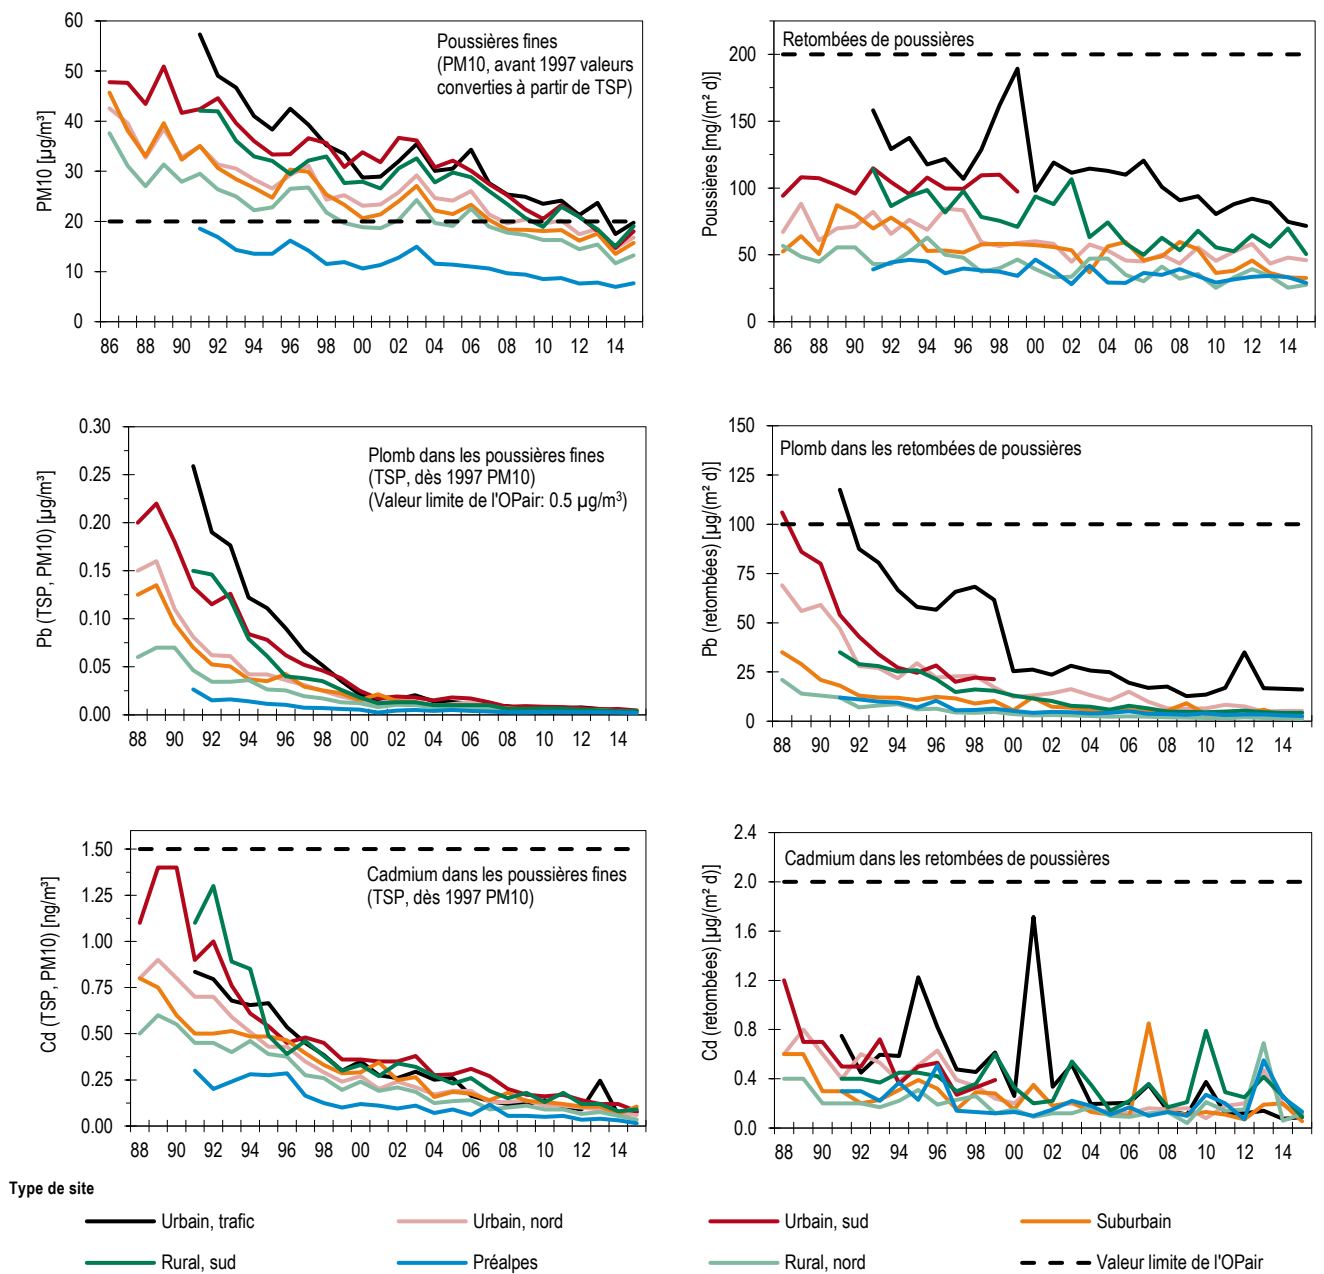 Poussières fines
(PM10, avant 1997 valeurs
converties à partir de TSP)
PM10 [µg/m³]
60
50
40
30
20
10
0
86 88 90 92 94 96 98 00 02 04 06 08 10 12 14
Retombées de poussières
Poussières [mg/(m² d)]
200
150
100
50
0
86 88 90 92 94 96 98 00 02 04 06 08 10 12 14
Plomb dans les poussières fines
(TSP, dès 1997 PM10)
(Valeur limite de l'OPair: 0.5 µg/m³)
Pb (TSP, PM10) [µg/m³]
0.30
0.25
0.20
0.15
0.10
0.05
0.00
88 90 92 94 96 98 00 02 04 06 08 10 12 14
Plomb dans les retombées de poussières
Pb (retombées) [µg/(m² d)]
150
125
100
75
50
25
0
88 90 92 94 96 98 00 02 04 06 08 10 12 14
Cadmium dans les poussières fines
(TSP, dès 1997 PM10)
Cd (TSP, PM10) [ng/m³]
1.50
1.25
1.00
0.75
0.50
0.25
0.00
88 90 92 94 96 98 00 02 04 06 08 10 12 14
Cadmium dans les retombées de poussières
Cd (retombées) [µg/(m² d)]
2.4
2.0
1.6
1.2
0.8
0.4
0.0
88 90 92 94 96 98 00 02 04 06 08 10 12 14
Type de site
Urbain, trafic
Urbain, nord
Urbain, sud
Suburbain
Rural, sud
Préalpes
Rural, nord
Valeur limite de l'OPair